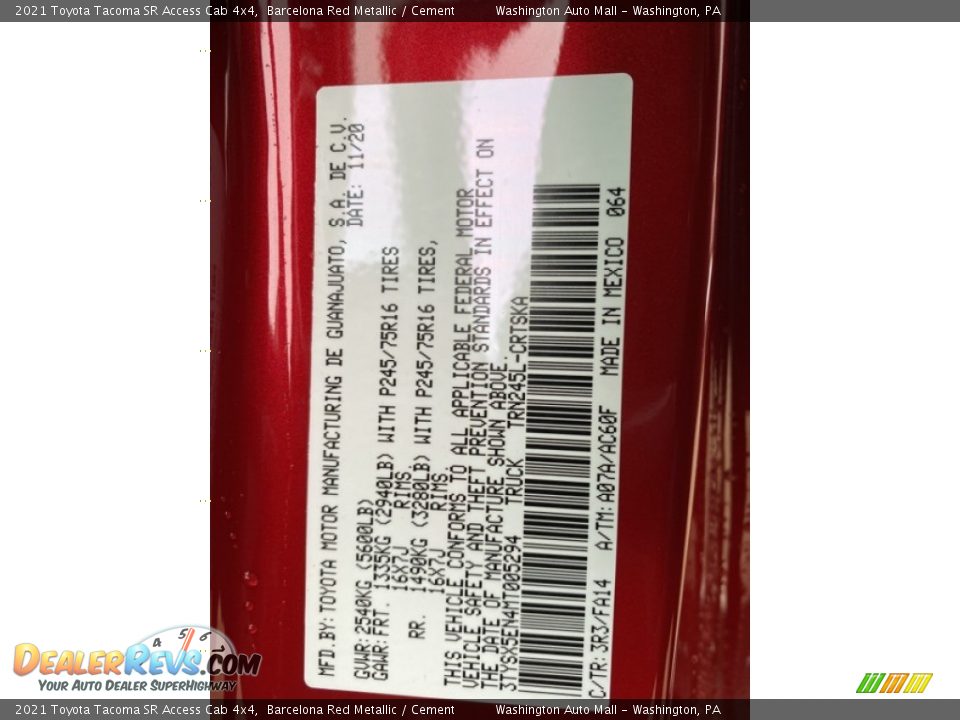 2021 Toyota Tacoma SR Access Cab 4x4, Barcelona Red Metallic / Cement Washington Auto Mall - Washington, PA
MFD.BY:TOYOTA MOTOR MANUFACTURING DE GUANAJUATO, S.A. DE C.V.
DATE: 11/20
GVWR:2540KG (5600LB)
GAWR:FRT. 1335KG (2940LB) WITH P245/75R16 TIRES
16X7J RIMS,
RR. 1490KG (3280LB) WITH P245/75R16 TIRES,
16X7J RIMS.
THIS VEHICLE CONFORMS TO ALL APPLICABLE FEDERAL MOTOR
VEHICLE SAFETY AND THEFT PREVENTION STANDARDS IN EFFECT ON
THE DATE OF MANUFACTURE SHOWN ABOVE.
3TYSX5EN4MT005294 TRUCK TRN245L-CRTSKA
C/TR:3R3/FA14 A/TM:A07A/AC60F MADE IN MEXICO 064
4 5 6
DEALERREVS.COM
YOUR AUTO DEALER SUPERHIGHWAY
2021 Toyota Tacoma SR Access Cab 4x4, Barcelona Red Metallic / Cement Washington Auto Mall - Washington, PA